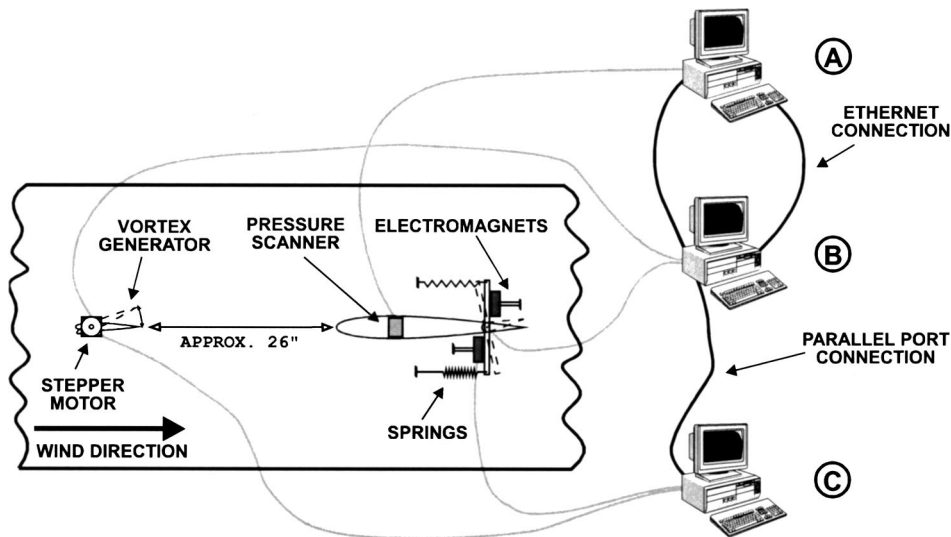 A
ETHERNET
CONNECTION
VORTEX
GENERATOR
PRESSURE
SCANNER
ELECTROMAGNETS
B
APPROX. 26"
PARALLEL PORT
CONNECTION
STEPPER
MOTOR
SPRINGS
WIND DIRECTION
C